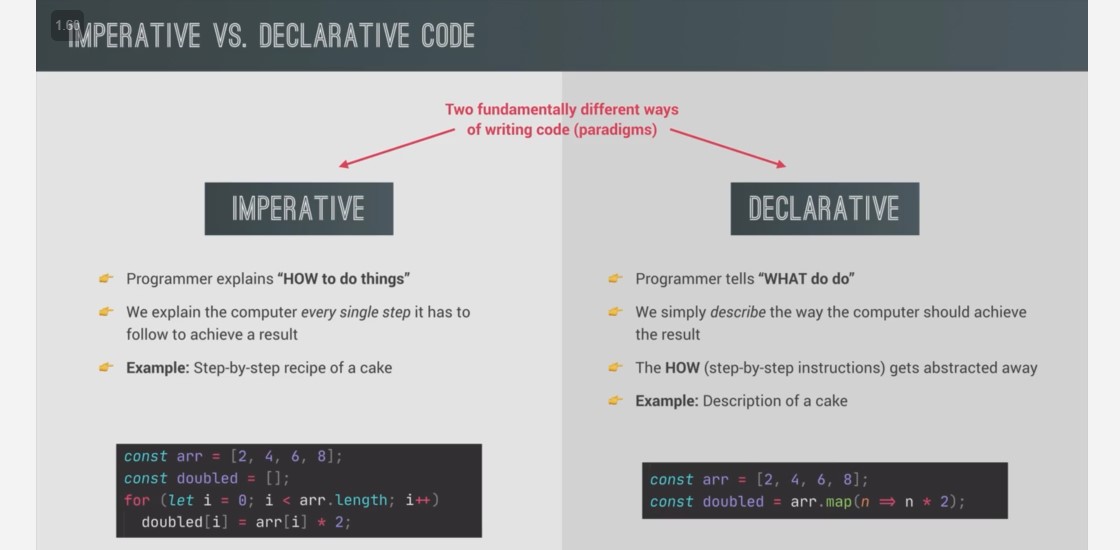 1.65
IMPERATIVE VS. DECLARATIVE CODE
Two fundamentally different ways
of writing code (paradigms)
IMPERATIVE
Programmer explains “HOW to do things”
We explain the computer every single step it has to
follow to achieve a result
Example: Step-by-step recipe of a cake
const arr = [2, 4, 6, 8];
const doubled = [];
for (let i = 0; i < arr.length; i++)
  doubled[i] = arr[i] * 2;
DECLARATIVE
Programmer tells “WHAT do do”
We simply describe the way the computer should achieve
the result
The HOW (step-by-step instructions) gets abstracted away
Example: Description of a cake
const arr = [2, 4, 6, 8];
const doubled = arr.map(n => n * 2);